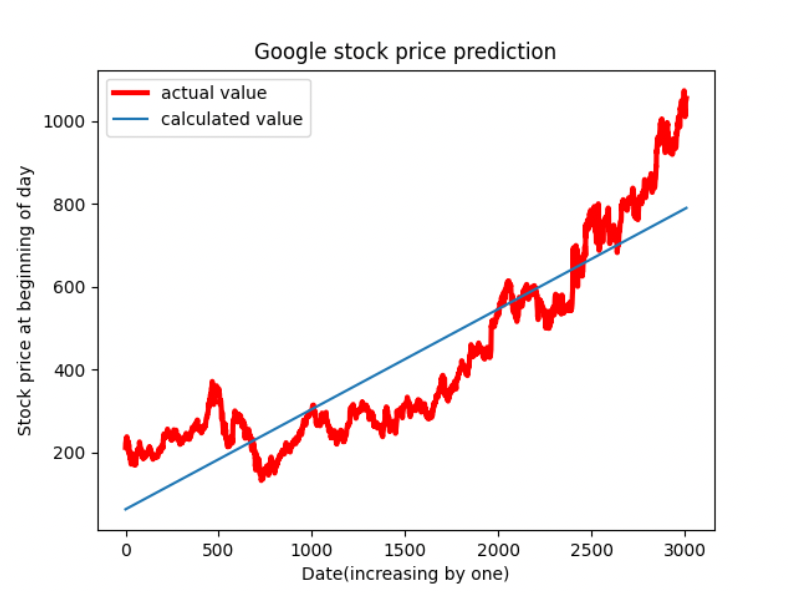 Google stock price prediction
actual value
calculated value
1000
800
600
400
200
Stock price at beginning of day
0 500 1000 1500 2000 2500 3000
Date(increasing by one)